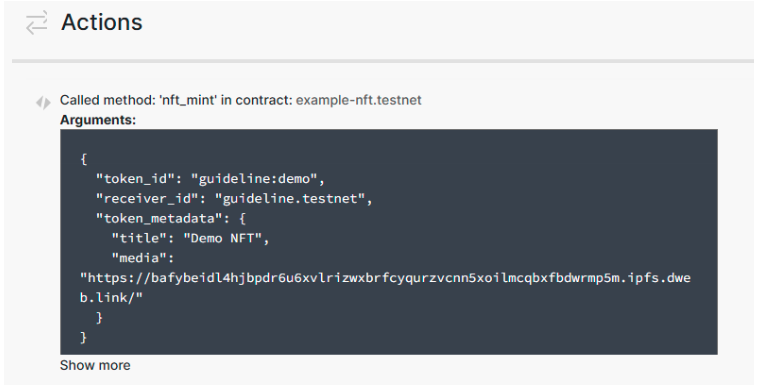 Actions
Called method: 'nft_mint' in contract: example-nft.testnet
Arguments:
{
"token_id": "guideline:demo",
"receiver_id": "guideline.testnet",
"token_metadata": {
"title": "Demo NFT",
"media":
"https://bafybeidl4hjbpdr6u6xvlrizwxbrfcyqurzvcnn5xoilmcqbxfbdwrmp5m.ipfs.dwe
b.link/"
}
}
Show more